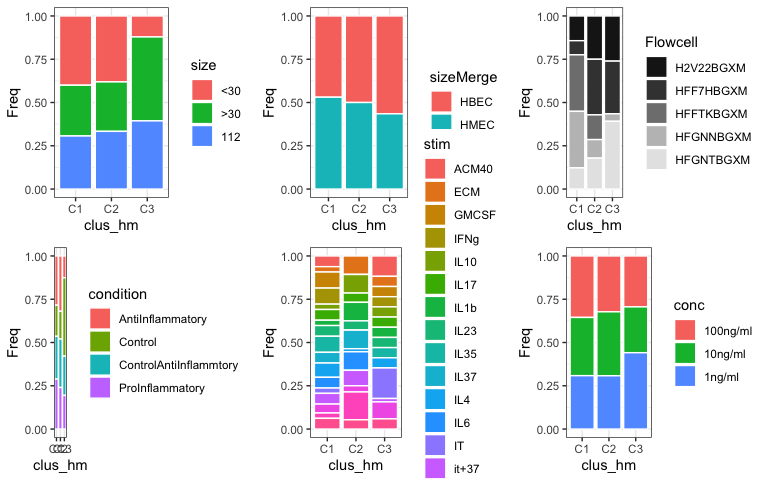 1.00
0.75
0.50
0.25
0.00
Freq
C1 C2 C3
clus_hm
size
<30
>30
112
1.00
0.75
0.50
0.25
0.00
Freq
C1 C2 C3
clus_hm
sizeMerge
HBEC
HMEC
1.00
0.75
0.50
0.25
0.00
Freq
C1 C2 C3
clus_hm
Flowcell
H2V22BGXM
HFF7HBGXM
HFFTKBGXM
HFGNNBGXM
HFGNTBGXM
1.00
0.75
0.50
0.25
0.00
Freq
C1 C2 C3
clus_hm
condition
AntiInflammatory
Control
ControlAntiInflammtory
ProInflammatory
1.00
0.75
0.50
0.25
0.00
Freq
C1 C2 C3
clus_hm
stim
ACM40
ECM
GMCSF
IFNg
IL10
IL17
IL1b
IL23
IL35
IL37
IL4
IL6
IT
it+37
1.00
0.75
0.50
0.25
0.00
Freq
C1 C2 C3
clus_hm
conc
100ng/ml
10ng/ml
1ng/ml